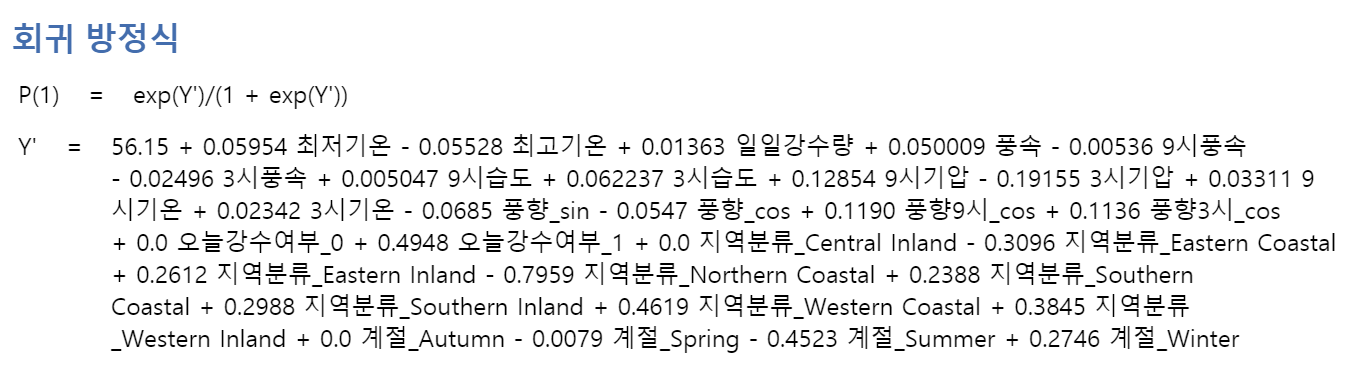 회귀 방정식
P(1) = exp(Y')/(1 + exp(Y'))
Y' = 56.15 + 0.05954 최저기온 - 0.05528 최고기온 + 0.01363 일일강수량 + 0.050009 풍속 - 0.00536 9시풍속
- 0.02496 3시풍속 + 0.005047 9시습도 + 0.062237 3시습도 + 0.12854 9시기압 - 0.19155 3시기압 + 0.03311 9
시기온 + 0.02342 3시기온 - 0.0685 풍향_sin - 0.0547 풍향_cos + 0.1190 풍향9시_cos + 0.1136 풍향3시_cos
+ 0.0 오늘강수여부_0 + 0.4948 오늘강수여부_1 + 0.0 지역분류_Central Inland - 0.3096 지역분류_Eastern Coastal
+ 0.2612 지역분류_Eastern Inland - 0.7959 지역분류_Northern Coastal + 0.2388 지역분류_Southern
Coastal + 0.2988 지역분류_Southern Inland + 0.4619 지역분류_Western Coastal + 0.3845 지역분류
_Western Inland + 0.0 계절_Autumn - 0.0079 계절_Spring - 0.4523 계절_Summer + 0.2746 계절_Winter